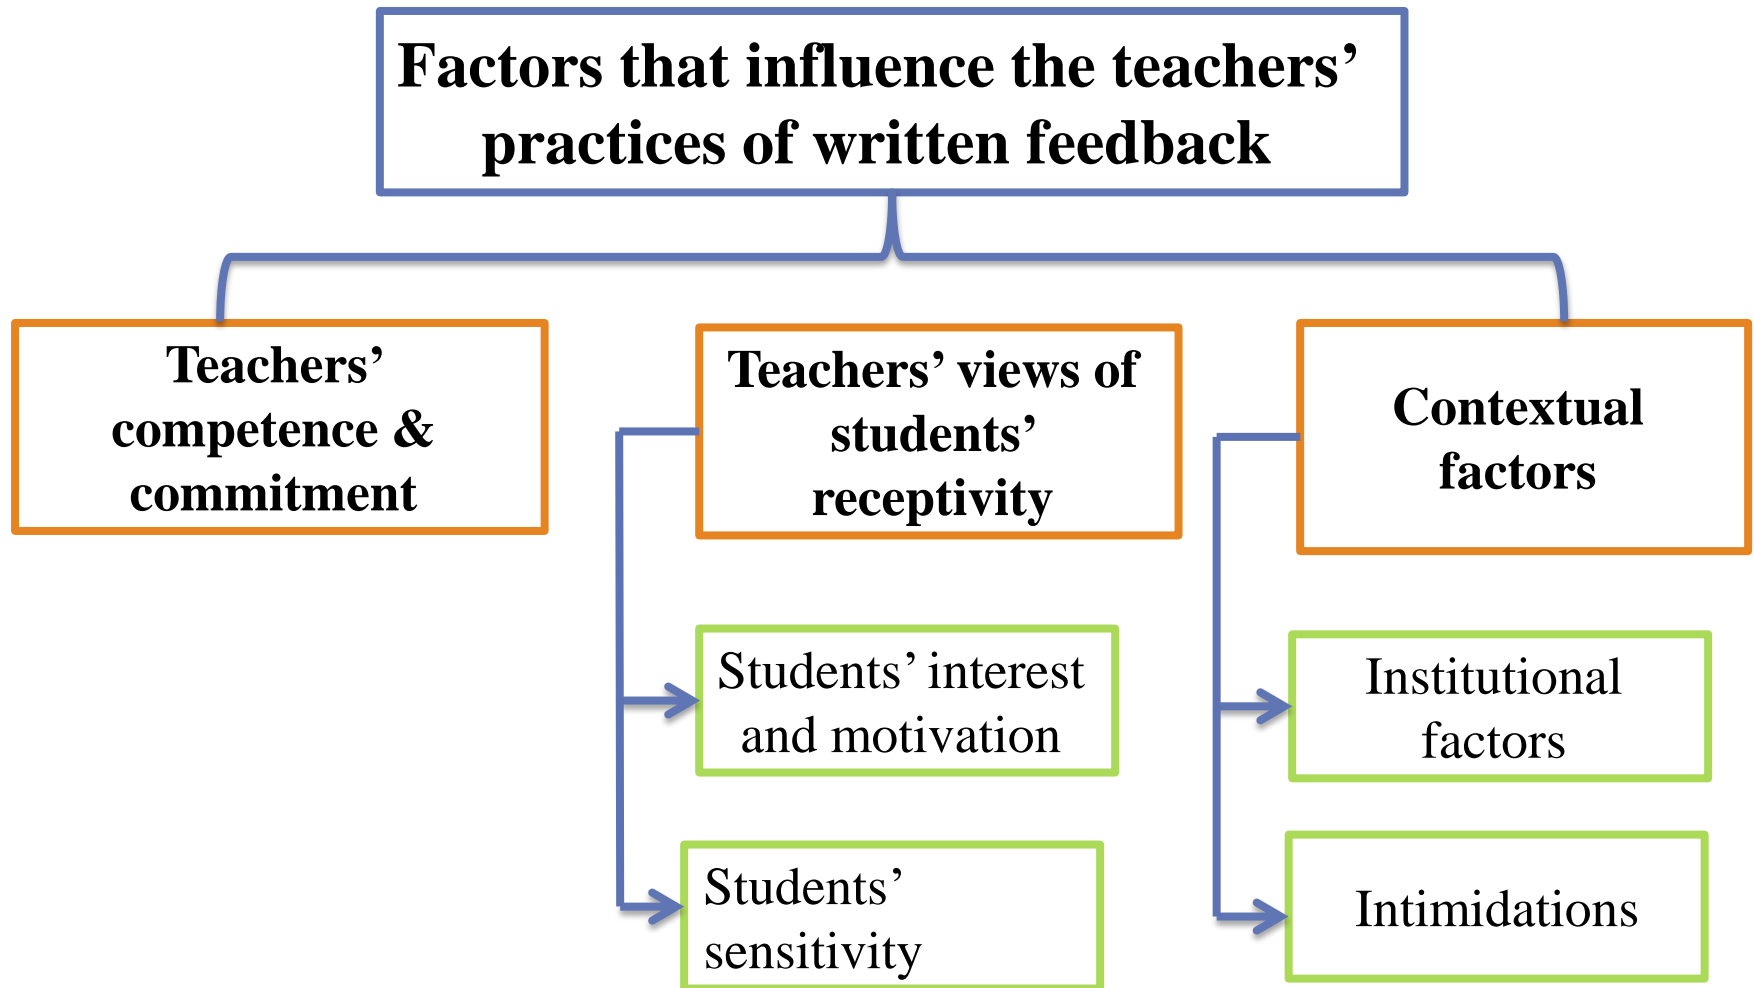 Factors that influence the teachers’
practices of written feedback
Teachers’
competence &
commitment
Teachers’ views of
students’
receptivity
Contextual
factors
Students’ interest
and motivation
Institutional
factors
Students’
sensitivity
Intimidations